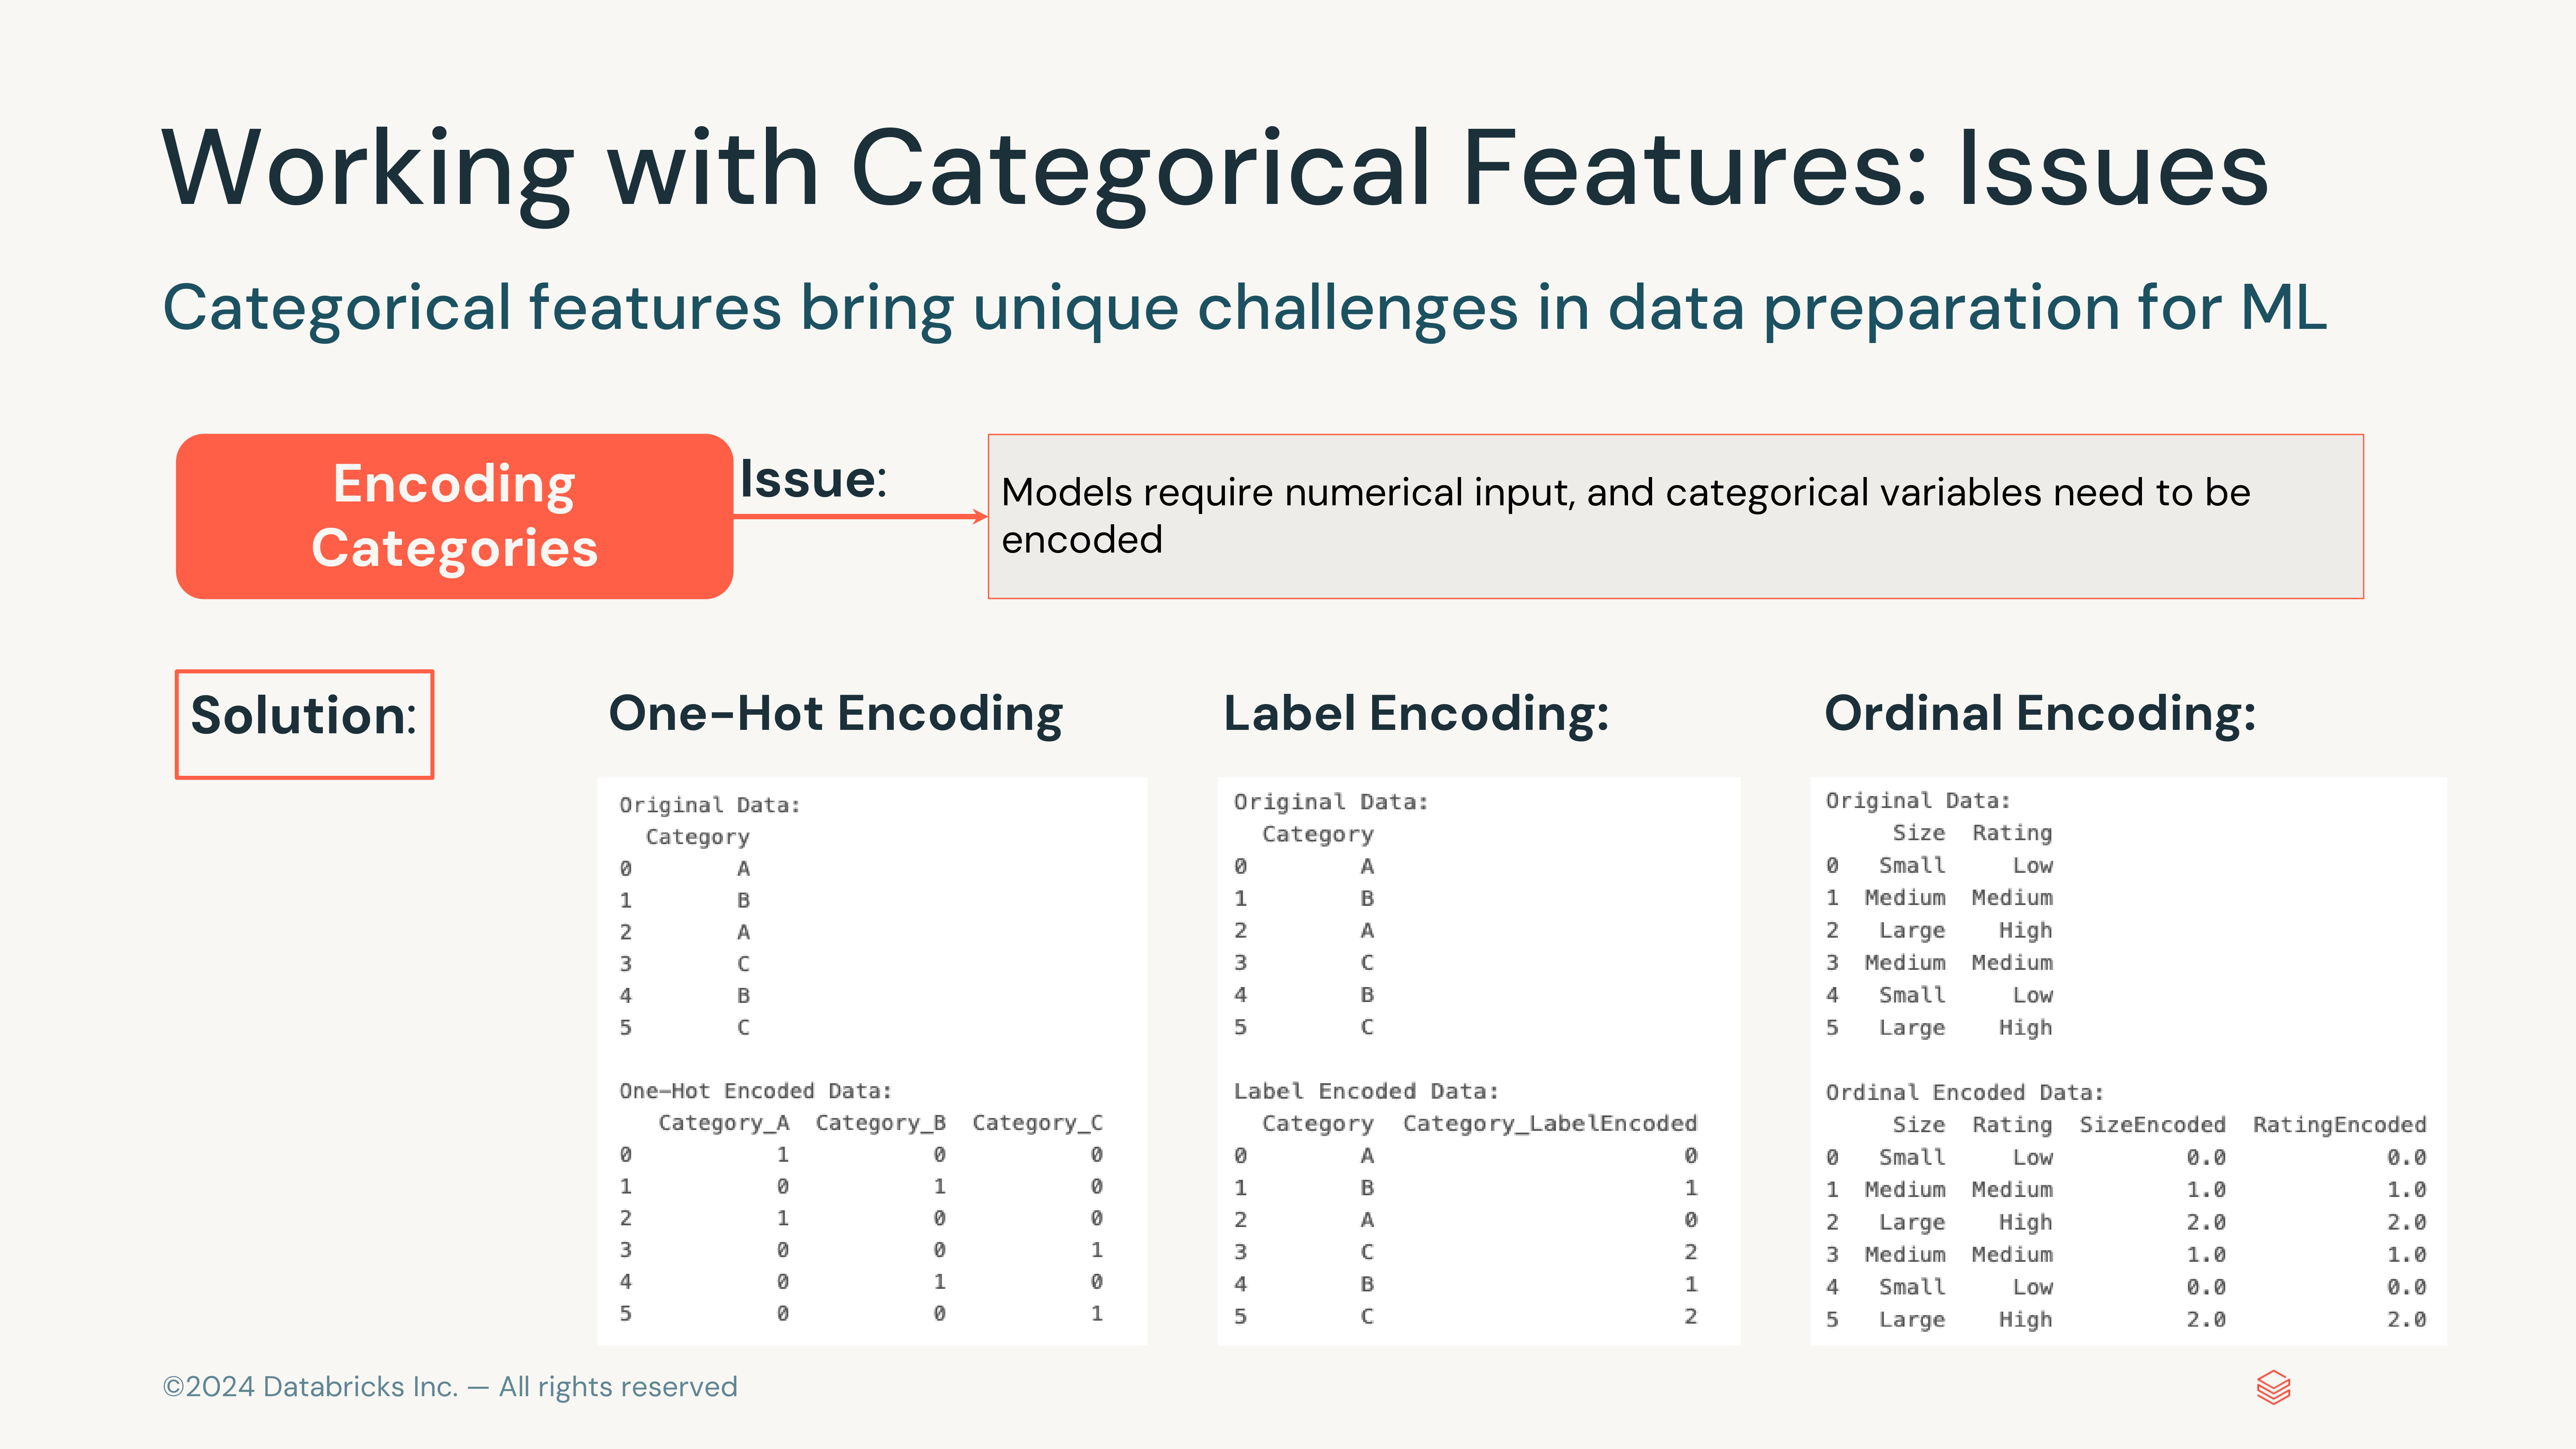 Working with Categorical Features: Issues
Categorical features bring unique challenges in data preparation for ML
Encoding
Categories
Issue:
Models require numerical input, and categorical variables need to be
encoded
Solution:
One-Hot Encoding
Original Data:
Category
0 A
1 B
2 A
3 C
4 B
5 C
One-Hot Encoded Data:
Category_A Category_B Category_C
0 1 0 0
1 0 1 0
2 1 0 0
3 0 0 1
4 0 1 0
5 0 0 1
Label Encoding:
Original Data:
Category
0 A
1 B
2 A
3 C
4 B
5 C
Label Encoded Data:
Category Category_LabelEncoded
0 A 0
1 B 1
2 A 0
3 C 2
4 B 1
5 C 2
Ordinal Encoding:
Original Data:
Size Rating
0 Small Low
1 Medium Medium
2 Large High
3 Medium Medium
4 Small Low
5 Large High
Ordinal Encoded Data:
Size Rating SizeEncoded RatingEncoded
0 Small Low 0.0 0.0
1 Medium Medium 1.0 1.0
2 Large High 2.0 2.0
3 Medium Medium 1.0 1.0
4 Small Low 0.0 0.0
5 Large High 2.0 2.0
©2024 Databricks Inc. — All rights reserved